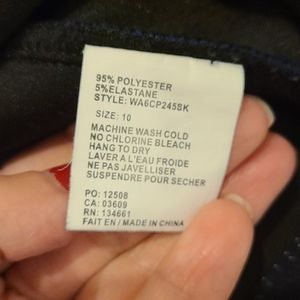 95% POLYESTER
5%ELASTANE
STYLE: WA6CP245SK
SIZE: 10
MACHINE WASH COLD
NO CHLORINE BLEACH
HANG TO DRY
LAVER A L'EAU FROIDE
NE PAS JAVELLISER
SUSPENDRE POUR SECHER
PO: 12508
CA: 03609
RN: 134661
FAIT EN / MADE IN CHINA